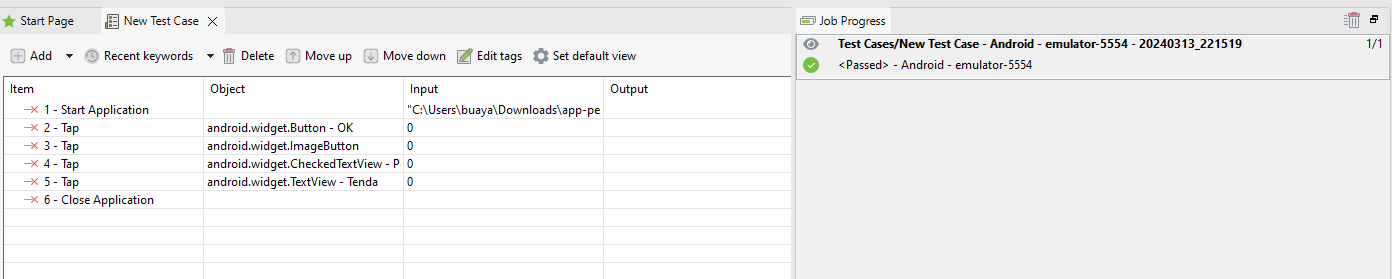 Start Page New Test Case Job Progress
Add Recent keywords Delete Move up Move down Edit tags Set default view
Test Cases/New Test Case - Android - emulator-5554 - 20240313_221519 1/1
<Passed> - Android - emulator-5554
Item Object Input Output
1 - Start Application "C:\Users\buaya\Downloads\app-pe
2 - Tap android.widget.Button - OK 0
3 - Tap android.widget.ImageButton 0
4 - Tap android.widget.CheckedTextView - P 0
5 - Tap android.widget.TextView - Tenda 0
6 - Close Application